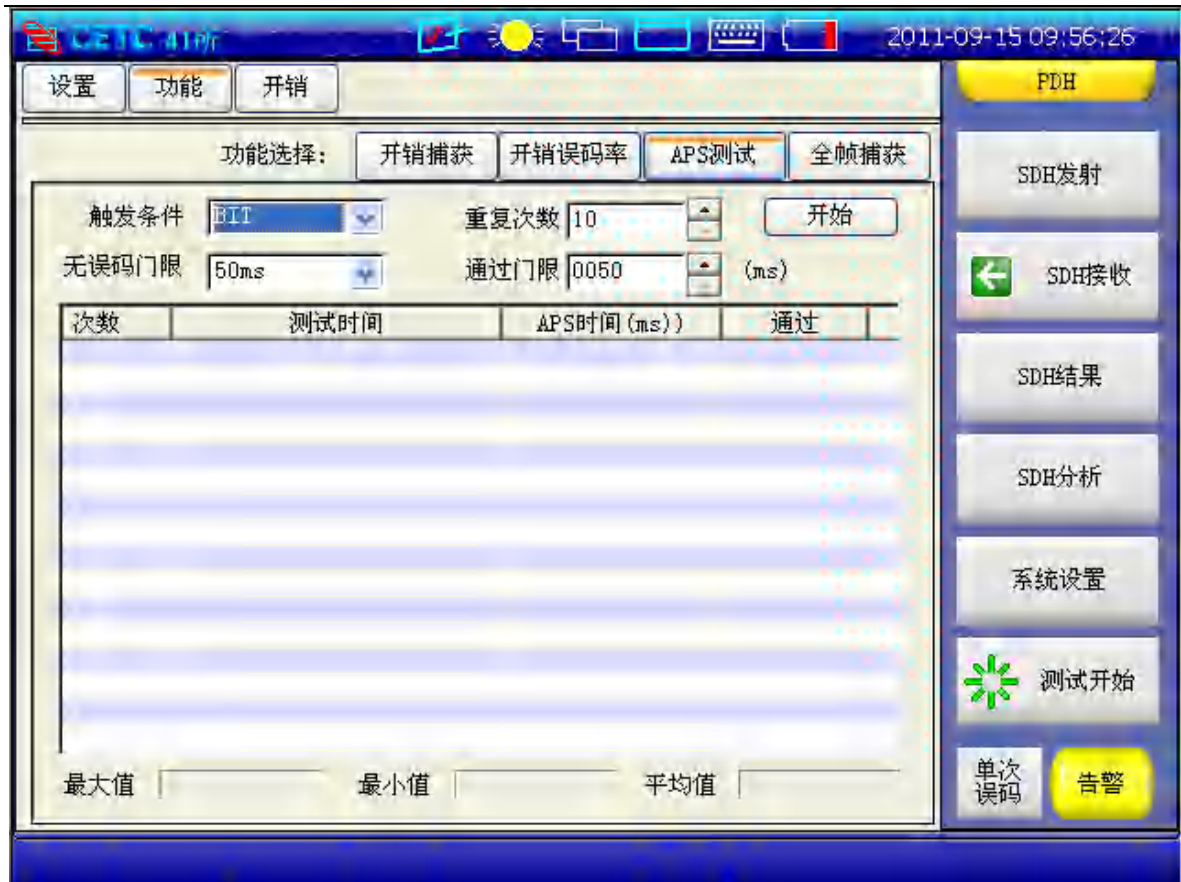 CETC 41所 2011-09-15 09:56:26
设置 功能 开销
PDH
功能选择: 开销捕获 开销误码率 APS测试 全帧捕获
SDH发射
触发条件 BIT 重复次数 10 开始
无误码门限 50ms 通过门限 0050 (ms)
SDH接收
次数 测试时间 APS时间(ms)) 通过
SDH结果
SDH分析
系统设置
测试开始
最大值 最小值 平均值
单次
误码
告警